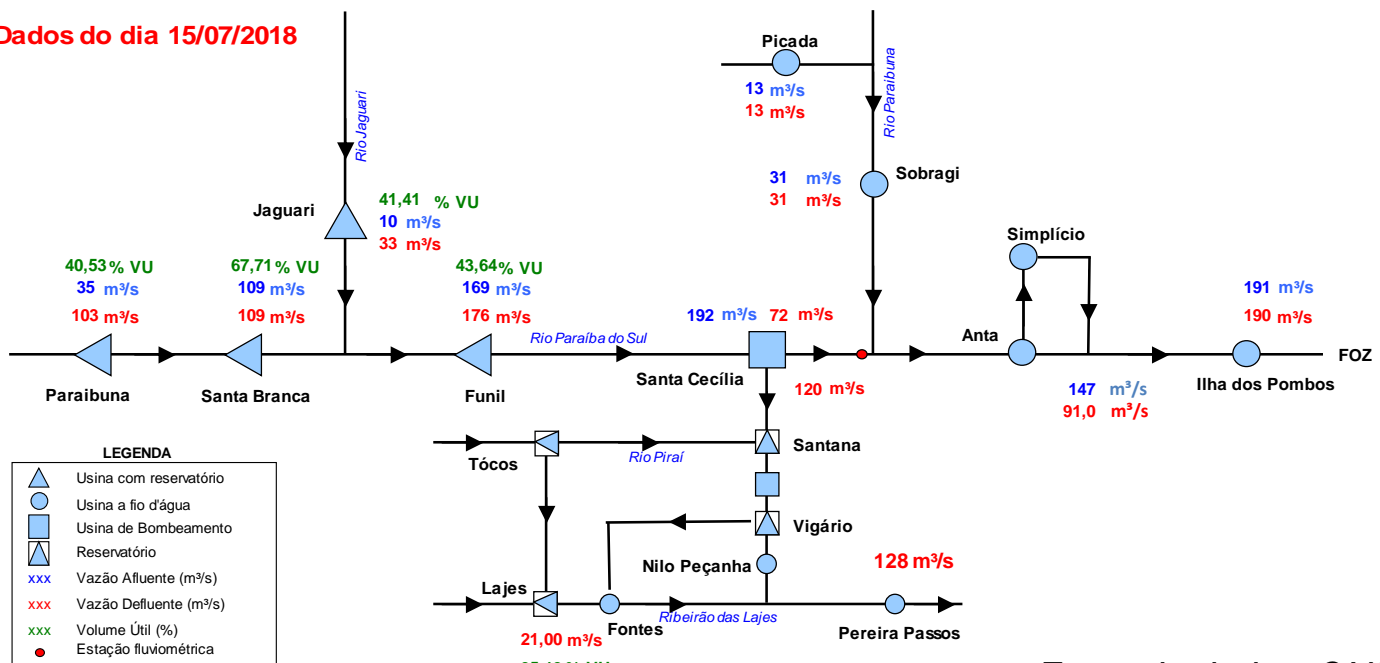 Dados do dia 15/07/2018
Picada
13 m³/s
13 m³/s
Rio Paraibuna
Rio Jaguari
Sobragi
31 m³/s
31 m³/s
Jaguari
41,41 % VU
10 m³/s
33 m³/s
Simplício
40,53 % VU
35 m³/s
103 m³/s
67,71 % VU
109 m³/s
109 m³/s
43,64 % VU
169 m³/s
176 m³/s
192 m³/s 72 m³/s
191 m³/s
190 m³/s
Rio Paraíba do Sul
Anta
FOZ
Paraibuna
Santa Branca
Funil
Santa Cecília
120 m³/s
147 m³/s
91,0 m³/s
Ilha dos Pombos
Tócos
Rio Piraí
Santana
Vigário
Nilo Peçanha
128 m³/s
Lajes
Fontes
Ribeirão das Lajes
Pereira Passos
21,00 m³/s
LEGENDA
Usina com reservatório
Usina a fio d'água
Usina de Bombeamento
Reservatório
xxx Vazão Afluente (m³/s)
xxx Vazão Defluente (m³/s)
xxx Volume Útil (%)
Estação fluviométrica